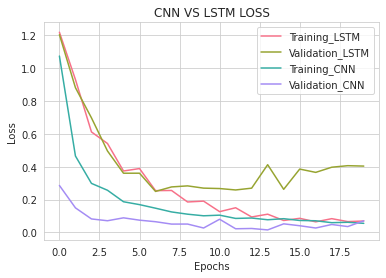 CNN VS LSTM LOSS
Training_LSTM
Validation_LSTM
Training_CNN
Validation_CNN
Loss
1.2
1.0
0.8
0.6
0.4
0.2
0.0
0.0 2.5 5.0 7.5 10.0 12.5 15.0 17.5
Epochs